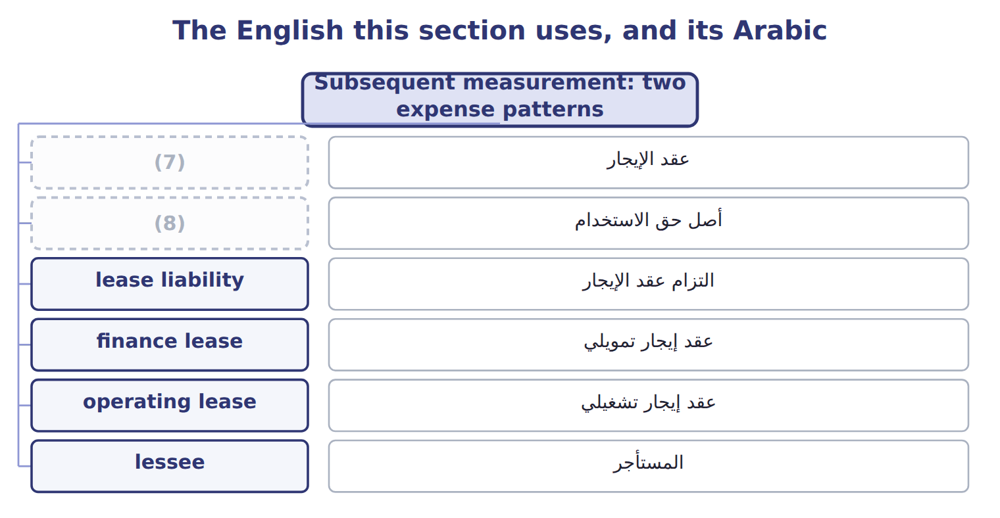 The English this section uses, and its Arabic
Subsequent measurement: two
expense patterns
(7)
عقد الإيجار
(8)
أصل حق الاستخدام
lease liability
التزام عقد الإيجار
finance lease
عقد إيجار تمويلي
operating lease
عقد إيجار تشغيلي
lessee
المستأجر